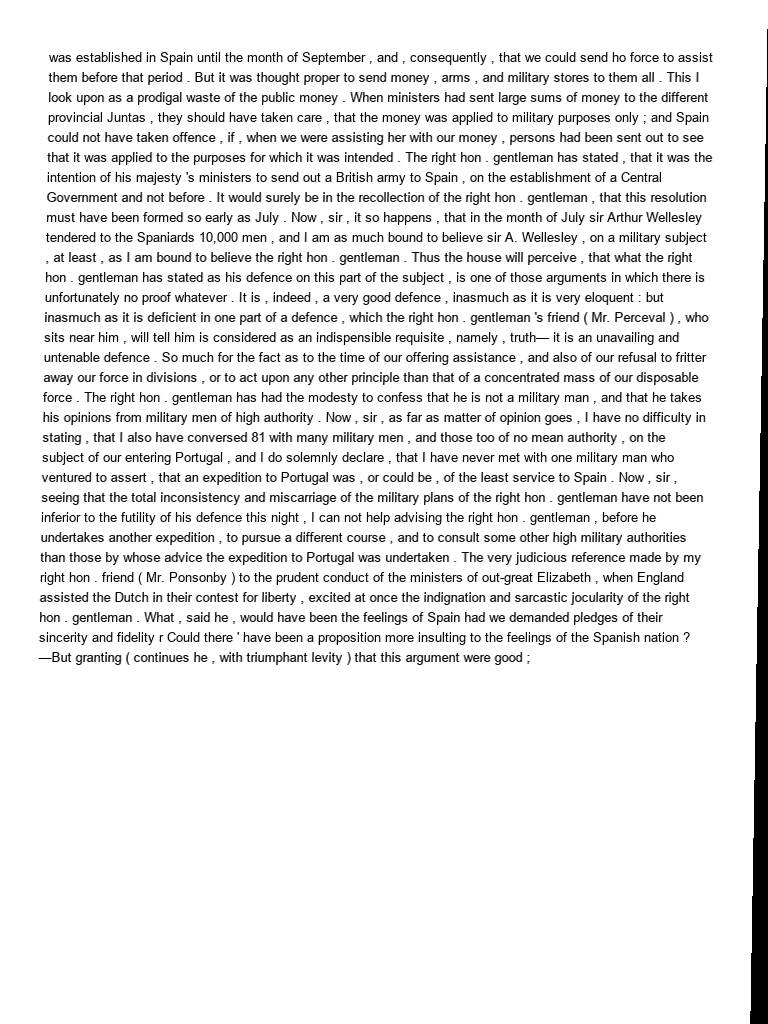 was established in Spain until the month of September , and , consequently , that we could send ho force to assist
them before that period . But it was thought proper to send money , arms , and military stores to them all . This I
look upon as a prodigal waste of the public money . When ministers had sent large sums of money to the different
provincial Juntas , they should have taken care , that the money was applied to military purposes only ; and Spain
could not have taken offence , if , when we were assisting her with our money , persons had been sent out to see
that it was applied to the purposes for which it was intended . The right hon . gentleman has stated , that it was the
intention of his majesty 's ministers to send out a British army to Spain , on the establishment of a Central
Government and not before . It would surely be in the recollection of the right hon . gentleman , that this resolution
must have been formed so early as July . Now , sir , it so happens , that in the month of July sir Arthur Wellesley
tendered to the Spaniards 10,000 men , and I am as much bound to believe sir A. Wellesley , on a military subject
, at least , as I am bound to believe the right hon . gentleman . Thus the house will perceive , that what the right
hon . gentleman has stated as his defence on this part of the subject , is one of those arguments in which there is
unfortunately no proof whatever . It is , indeed , a very good defence , inasmuch as it is very eloquent : but
inasmuch as it is deficient in one part of a defence , which the right hon . gentleman 's friend ( Mr. Perceval ) , who
sits near him , will tell him is considered as an indispensible requisite , namely , truth— it is an unavailing and
untenable defence . So much for the fact as to the time of our offering assistance , and also of our refusal to fritter
away our force in divisions , or to act upon any other principle than that of a concentrated mass of our disposable
force . The right hon . gentleman has had the modesty to confess that he is not a military man , and that he takes
his opinions from military men of high authority . Now , sir , as far as matter of opinion goes , I have no difficulty in
stating , that I also have conversed 81 with many military men , and those too of no mean authority , on the
subject of our entering Portugal , and I do solemnly declare , that I have never met with one military man who
ventured to assert , that an expedition to Portugal was , or could be , of the least service to Spain . Now , sir ,
seeing that the total inconsistency and miscarriage of the military plans of the right hon . gentleman have not been
inferior to the futility of his defence this night , I can not help advising the right hon . gentleman , before he
undertakes another expedition , to pursue a different course , and to consult some other high military authorities
than those by whose advice the expedition to Portugal was undertaken . The very judicious reference made by my
right hon . friend ( Mr. Ponsonby ) to the prudent conduct of the ministers of out-great Elizabeth , when England
assisted the Dutch in their contest for liberty , excited at once the indignation and sarcastic jocularity of the right
hon . gentleman . What , said he , would have been the feelings of Spain had we demanded pledges of their
sincerity and fidelity r Could there ' have been a proposition more insulting to the feelings of the Spanish nation ?
—But granting ( continues he , with triumphant levity ) that this argument were good ;